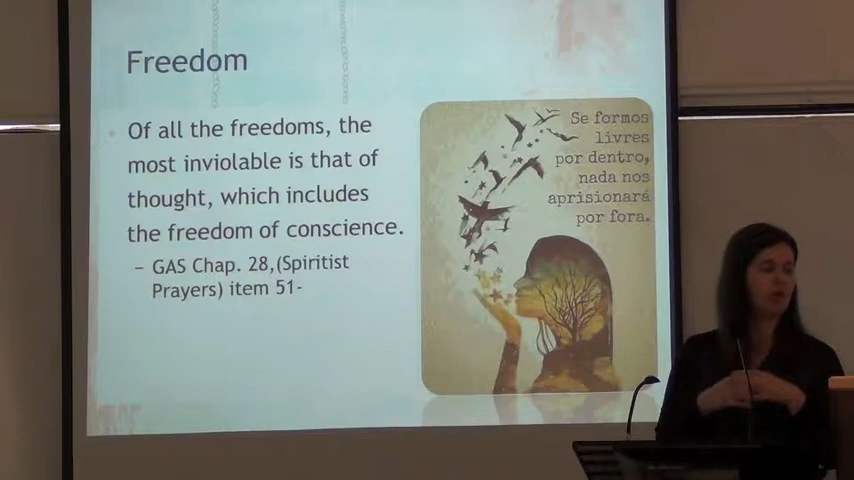 Freedom
Of all the freedoms, the
most inviolable is that of
thought, which includes
the freedom of conscience.
– GAS Chap. 28,(Spiritist
Prayers) item 51-
Se formos
livres
por dentro,
nada nos
aprisionará
por fora.